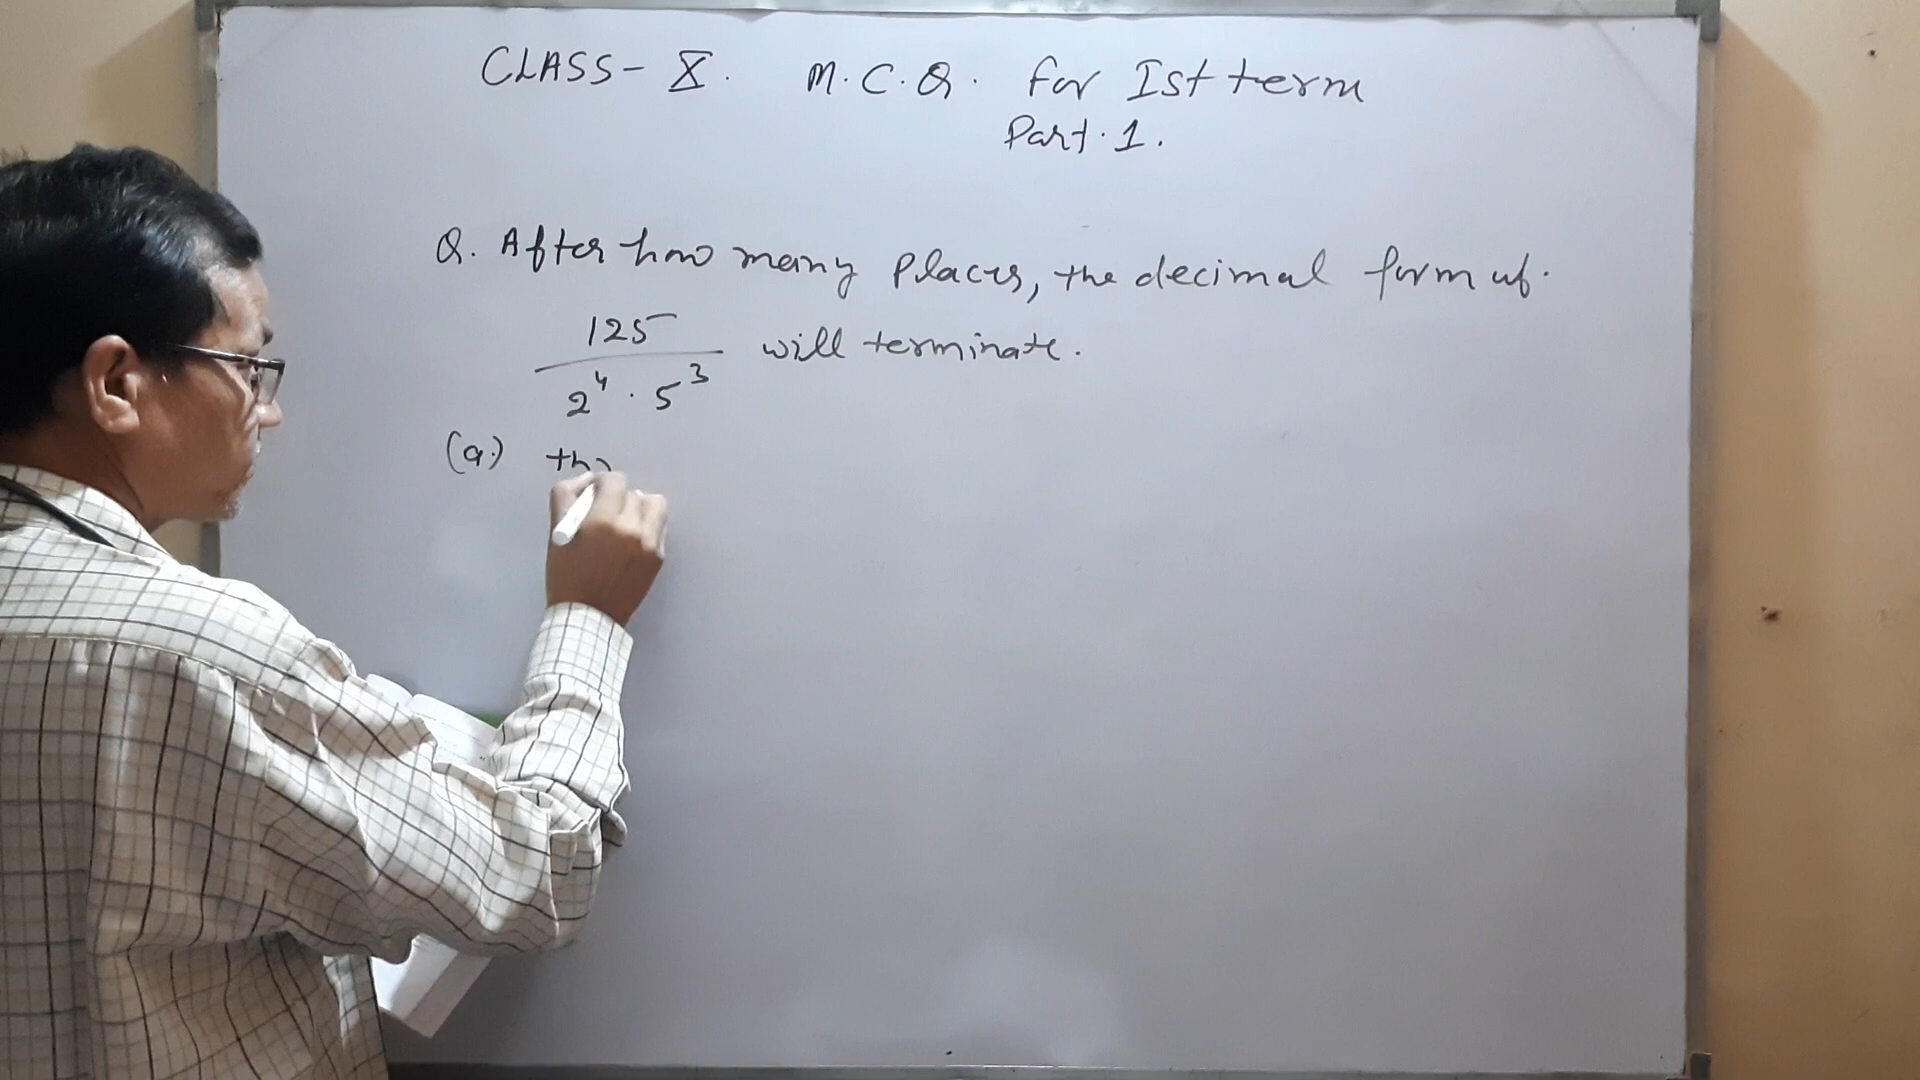 CLASS - X. M.C.Q. for Ist term
Part. 1.
Q. After how many Places, the decimal form of.
125
2⁴ · 5³
will terminate.
(a.) th